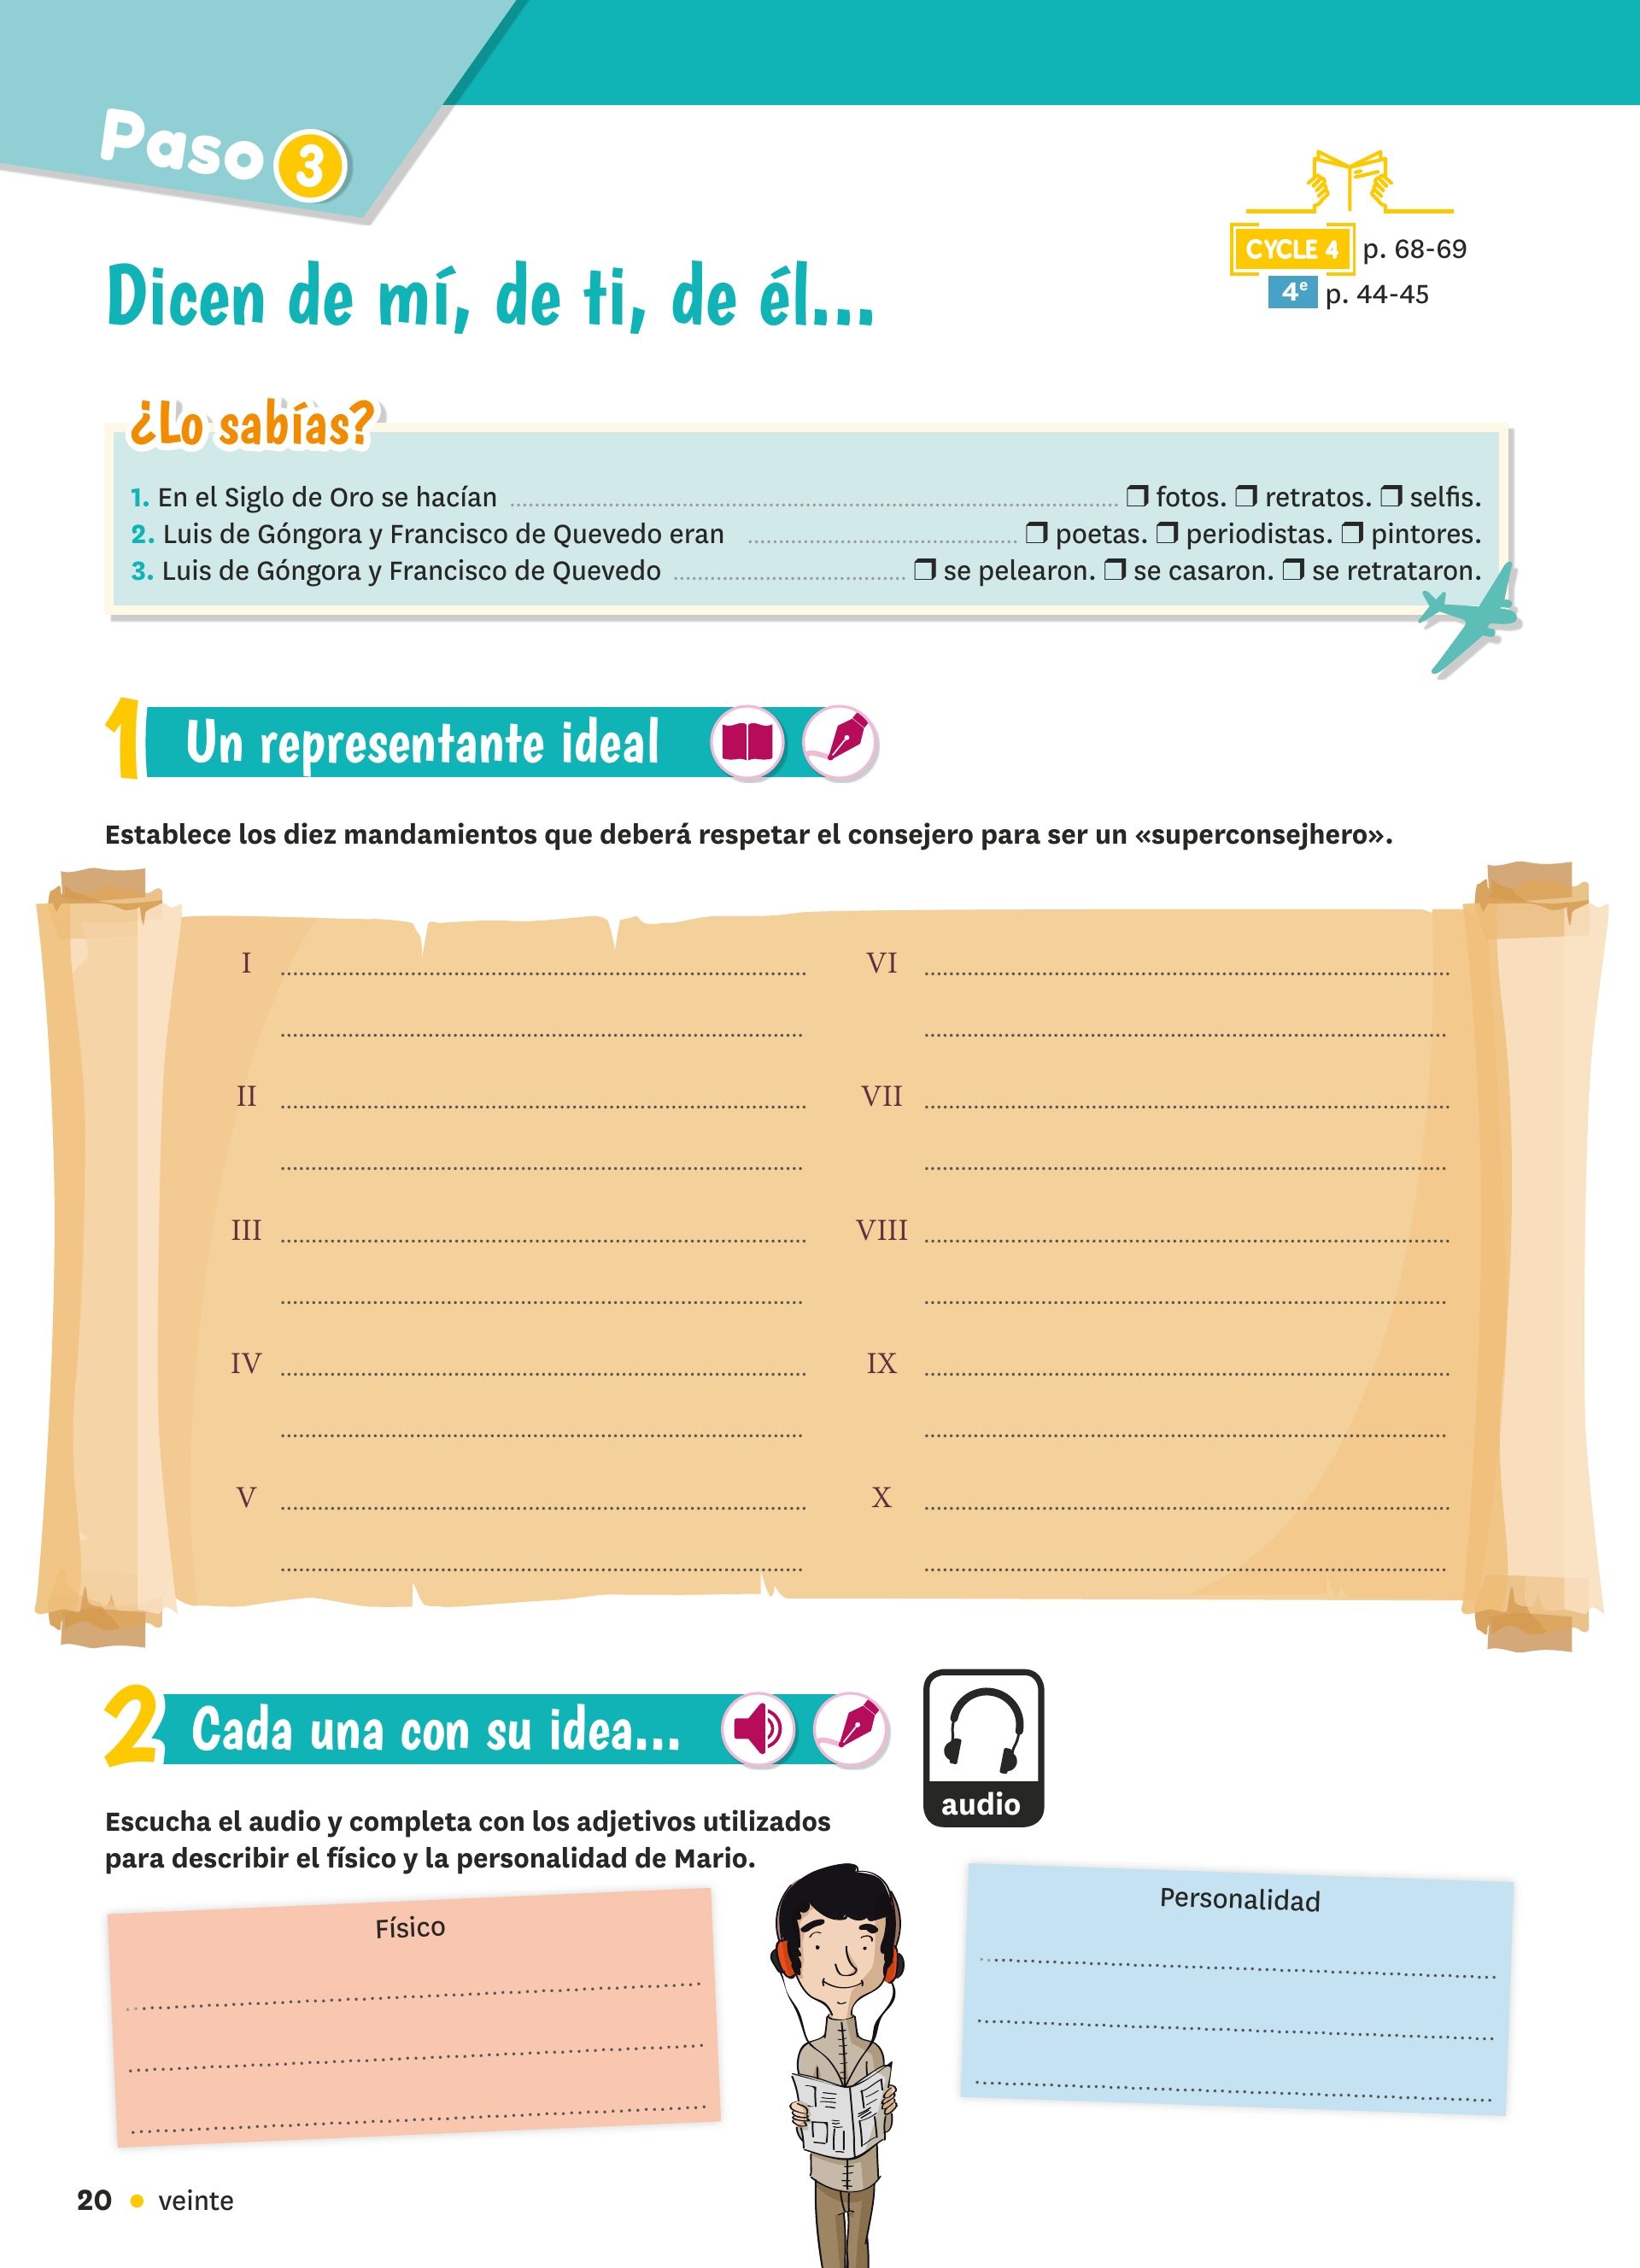 Paso 3
CYCLE 4 p. 68-69
4e p. 44-45
Dicen de mí, de ti, de él...
¿Lo sabías?
1. En el Siglo de Oro se hacían ❒ fotos. ❒ retratos. ❒ selfis.
2. Luis de Góngora y Francisco de Quevedo eran ❒ poetas. ❒ periodistas. ❒ pintores.
3. Luis de Góngora y Francisco de Quevedo ❒ se pelearon. ❒ se casaron. ❒ se retrataron.
1 Un representante ideal
Establece los diez mandamientos que deberá respetar el consejero para ser un «superconsejhero».
I
II
III
IV
V
VI
VII
VIII
IX
X
2 Cada una con su idea...
audio
Escucha el audio y completa con los adjetivos utilizados
para describir el físico y la personalidad de Mario.
Físico
Personalidad
20 • veinte